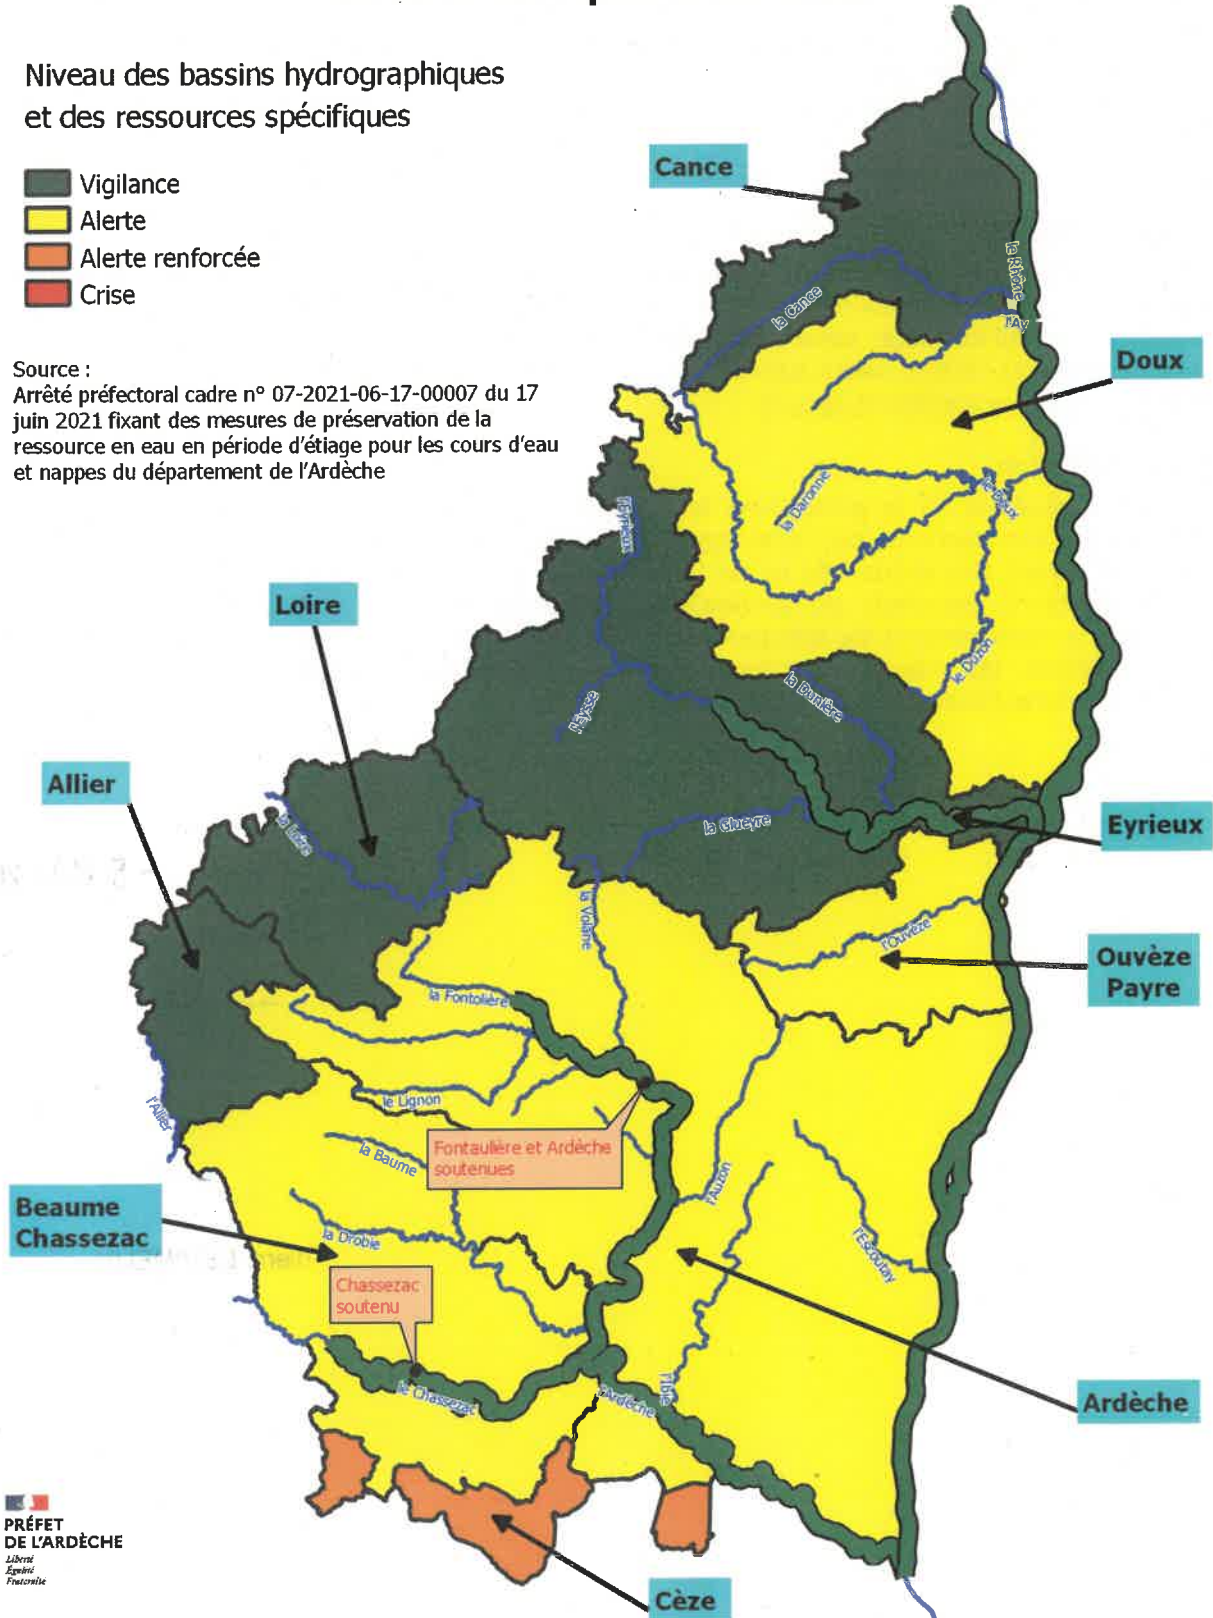 Niveau des bassins hydrographiques
et des ressources spécifiques
Vigilance
Alerte
Alerte renforcée
Crise
Source :
Arrêté préfectoral cadre n° 07-2021-06-17-00007 du 17
juin 2021 fixant des mesures de préservation de la
ressource en eau en période d'étiage pour les cours d'eau
et nappes du département de l'Ardèche
Cance
le Rhône
la Cance
l'Ay
Doux
la Daronne
le Doux
l'Eyrieux
Loire
le Duzon
la Dunière
l'Eysse
Allier
la Loire
la Glueyre
Eyrieux
la Volane
l'Ouvèze
Ouvèze
Payre
la Fontolière
le Lignon
l'Allier
Fontaulière et Ardèche
soutenues
la Baume
l'Auzon
Beaume
Chassezac
la Drobie
l'Escoutay
Chassezac
soutenu
le Chassezac
l'Ardèche
l'Ibie
Ardèche
PRÉFET
DE L'ARDÈCHE
Liberté
Égalité
Fraternité
Cèze